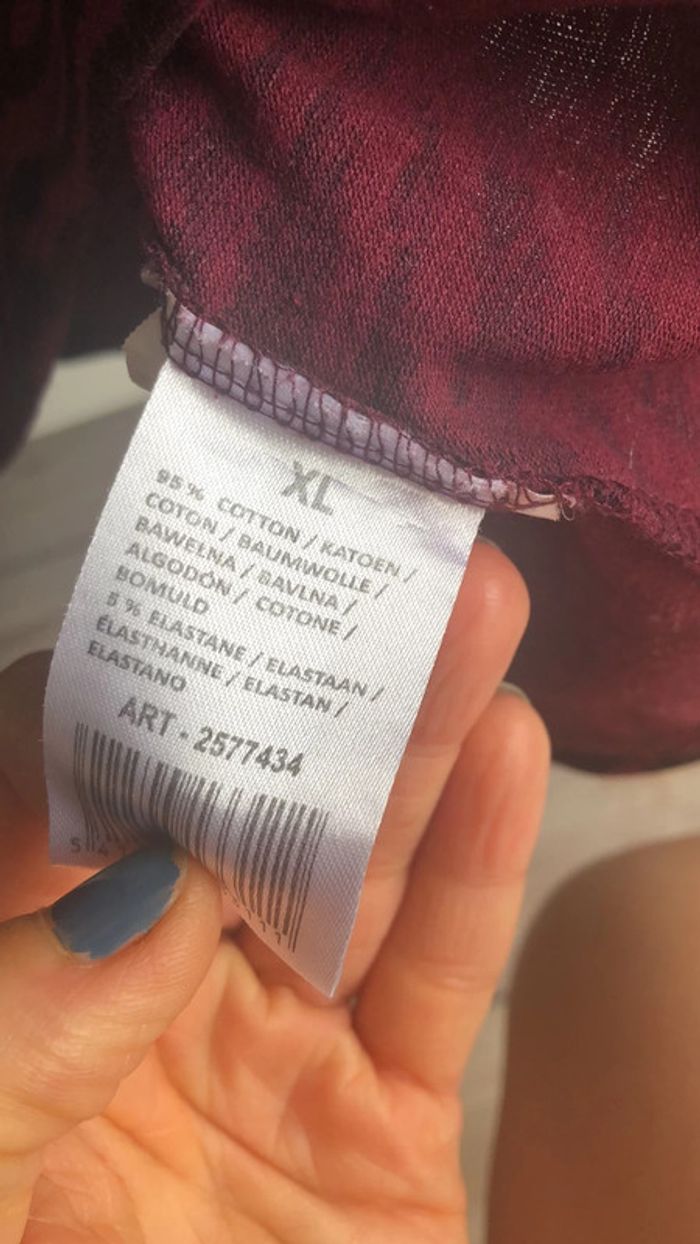 XL
95 % COTTON / KATOEN /
COTON / BAUMWOLLE /
BAWEŁNA / BAVLNA /
ALGODÓN / COTONE /
BOMULD
5 % ELASTANE / ELASTAAN /
ÉLASTHANNE / ELASTAN /
ELASTANO
ART - 2577434